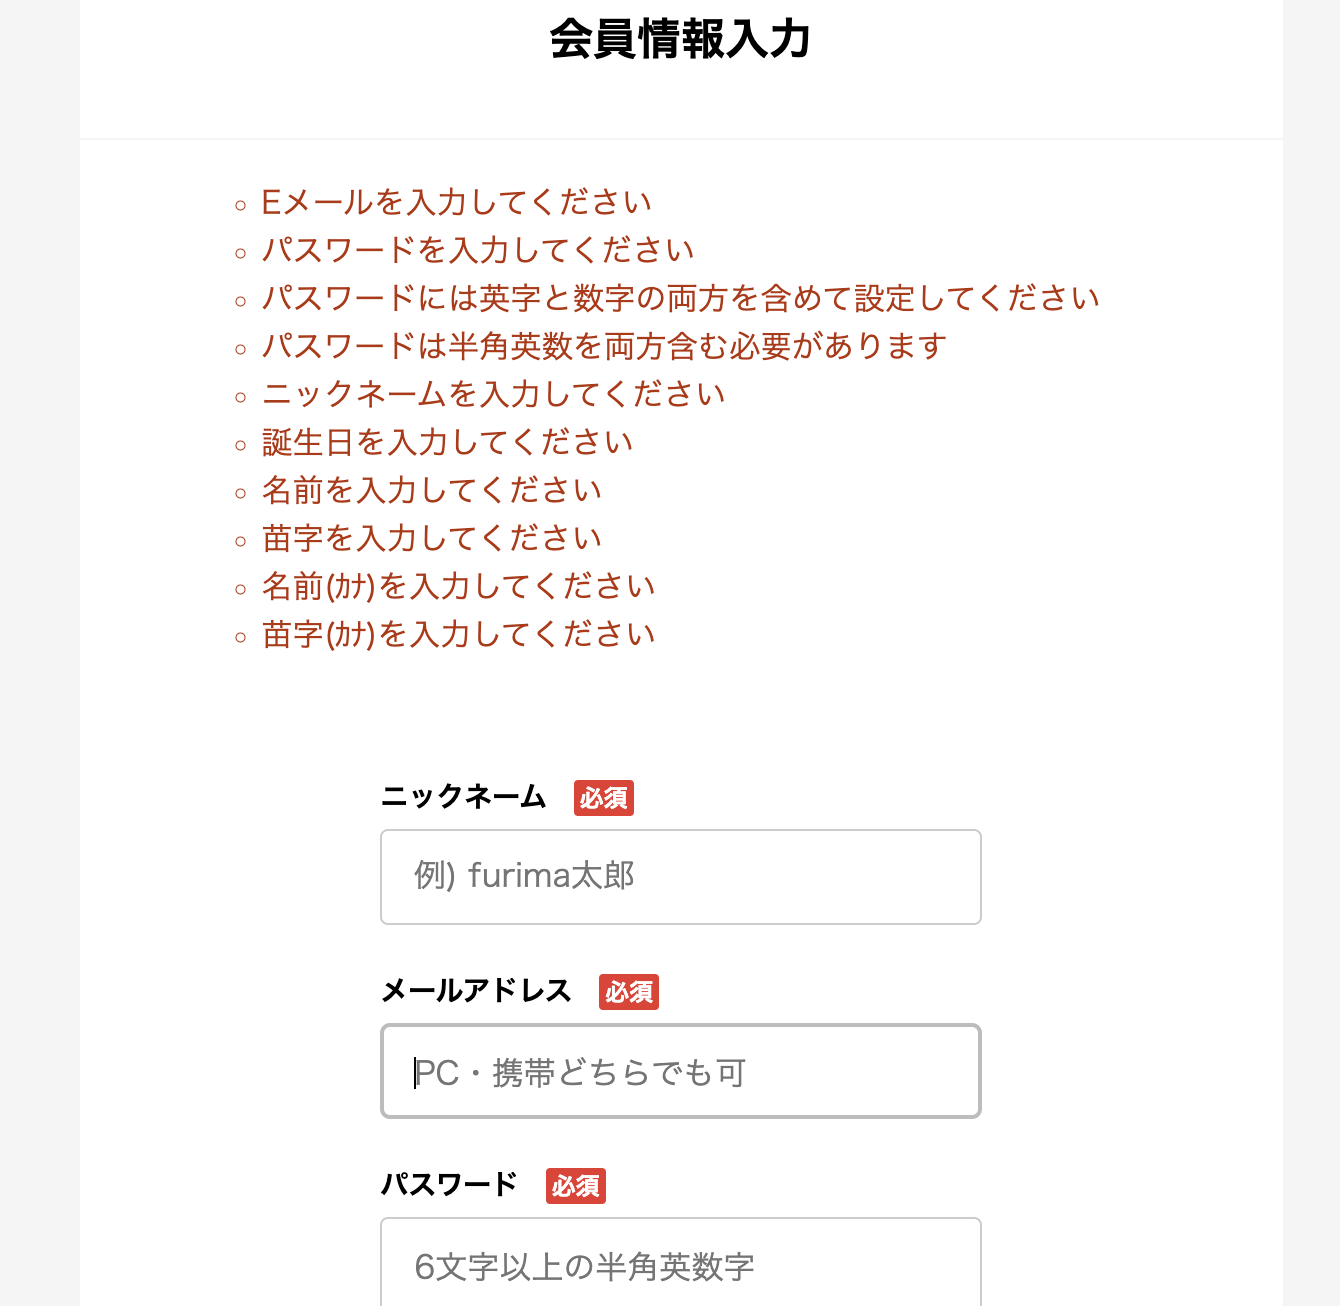 会員情報入力
Eメールを入力してください
パスワードを入力してください
パスワードには英字と数字の両方を含めて設定してください
パスワードは半角英数を両方含む必要があります
ニックネームを入力してください
誕生日を入力してください
名前を入力してください
苗字を入力してください
名前(ｶﾅ)を入力してください
苗字(ｶﾅ)を入力してください
ニックネーム 必須
例) furima太郎
メールアドレス 必須
PC・携帯どちらでも可
パスワード 必須
6文字以上の半角英数字